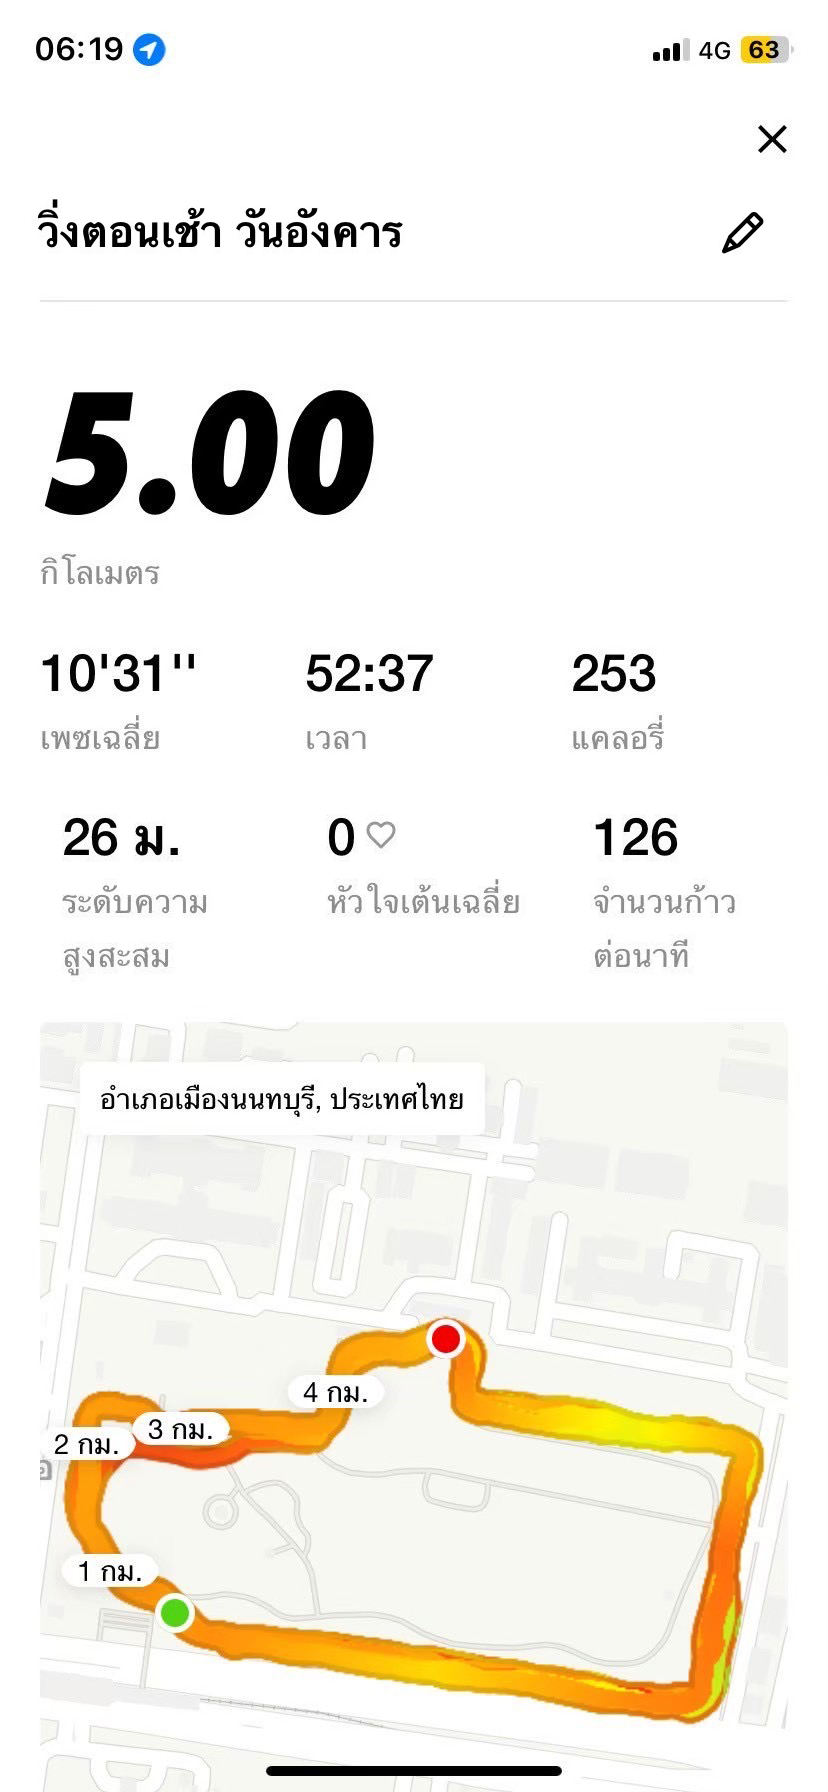 06:19
4G 63
วิ่งตอนเช้า วันอังคาร
5.00
กิโลเมตร
10'31'' 52:37 253
เพซเฉลี่ย เวลา แคลอรี่
26 ม. 0 126
ระดับความ หัวใจเต้นเฉลี่ย จำนวนก้าว
สูงสะสม ต่อนาที
อำเภอเมืองนนทบุรี, ประเทศไทย
4 กม.
3 กม.
2 กม.
1 กม.